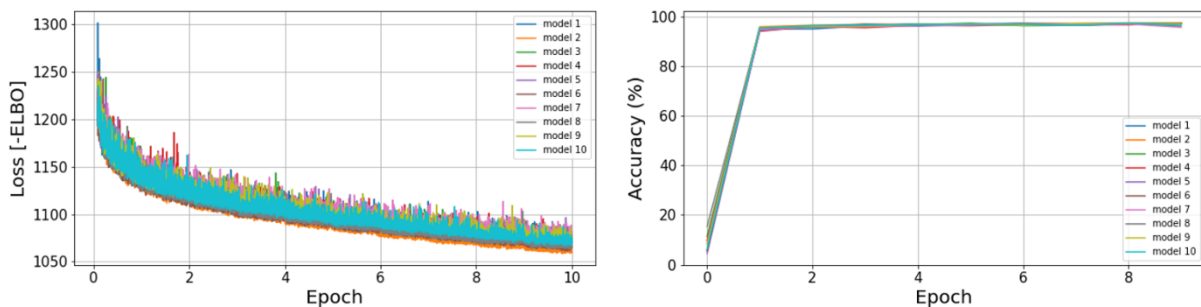 1300
1250
1200
1150
1100
1050
Loss [-ELBO]
0 2 4 6 8 10
Epoch
model 1
model 2
model 3
model 4
model 5
model 6
model 7
model 8
model 9
model 10
100
80
60
40
20
0
Accuracy (%)
0 2 4 6 8
Epoch
model 1
model 2
model 3
model 4
model 5
model 6
model 7
model 8
model 9
model 10